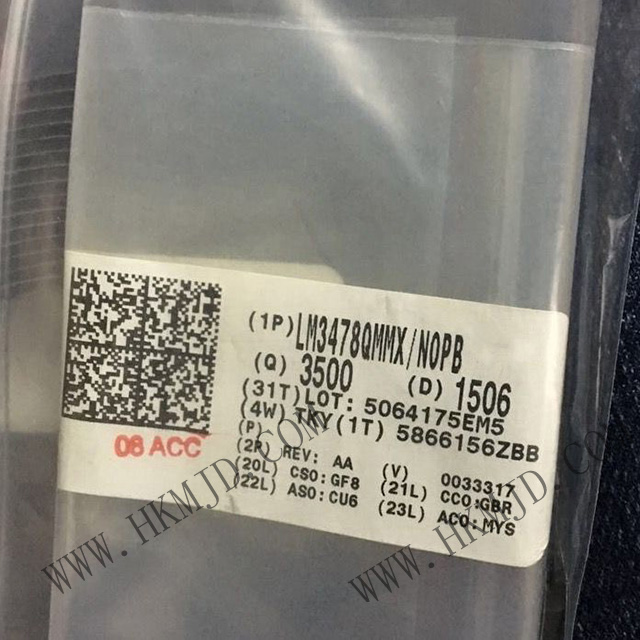 (1P)LM3478QMMX/NOPB
(Q) 3500 (D) 1506
(31T)LOT: 5064175EM5
(4W) TKY(1T) 5866156ZBB
(P)
(2P) REV: AA (V) 0033317
(20L) CSO:GF8 (21L) CCO:GBR
(22L) ASO:CU6 (23L) ACO:MYS
08 ACC
WWW.HKMJD.COM
WWW.HKMJD.COM